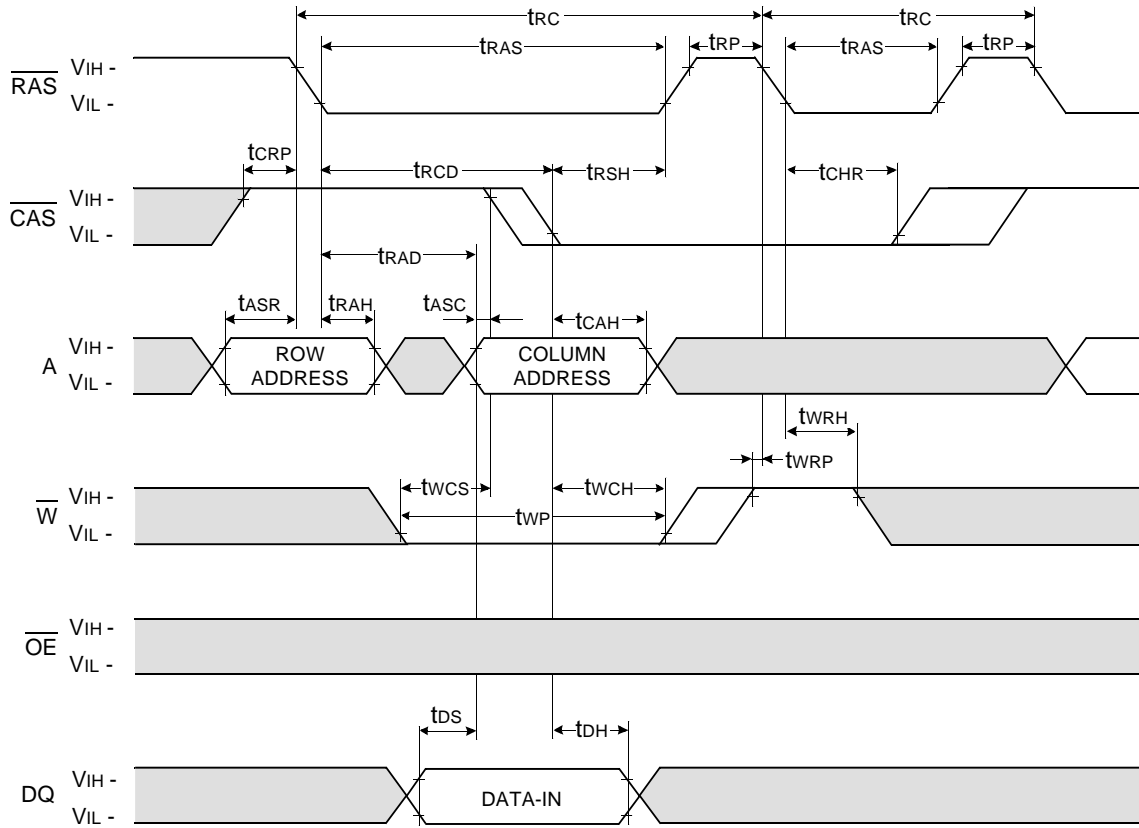 tRC tRC
tRAS tRP tRAS tRP
RAS VIH -
VIL -
tCRP tRCD tRSH tCHR
CAS VIH -
VIL -
tRAD
tASR tRAH tASC tCAH
A VIH -
VIL -
ROW ADDRESS
COLUMN ADDRESS
tWRH
tWRP
tWCS tWCH
W VIH -
VIL -
tWP
OE VIH -
VIL -
tDS tDH
DQ VIH -
VIL -
DATA-IN